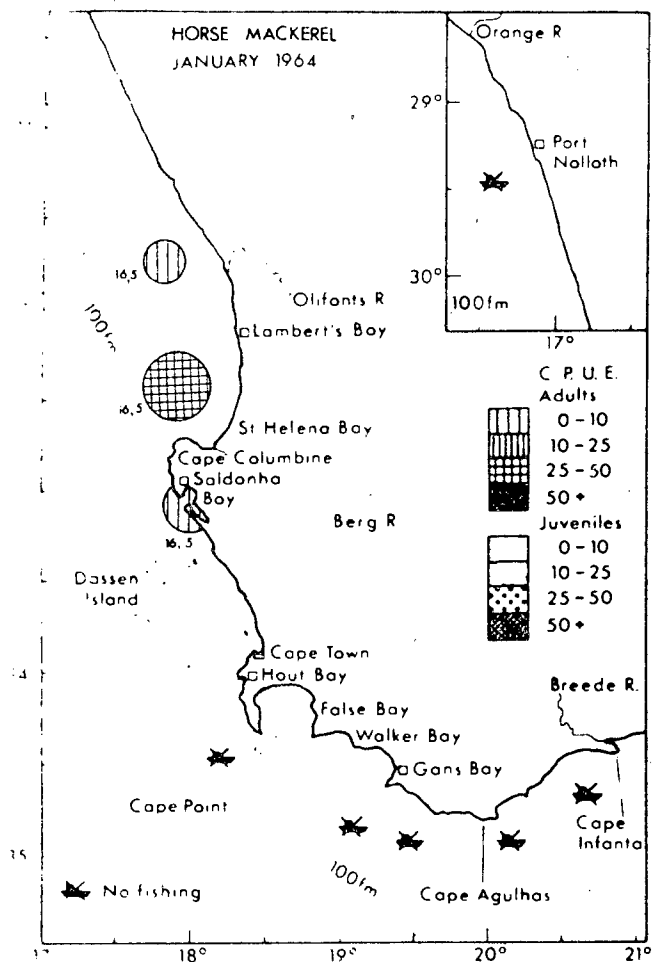 HORSE MACKEREL
JANUARY 1964
Orange R
29°
Port
Nolloth
30°
100fm
17°
16,5
Olifants R
100fm
Lambert's Bay
16,5
St Helena Bay
Cape Columbine
Saldanha
Bay
16,5
Berg R
Dassen
Island
C. P. U. E.
Adults
0-10
10-25
25-50
50+
Juveniles
0-10
10-25
25-50
50+
Cape Town
Hout Bay
False Bay
Walker Bay
Gans Bay
Breede R.
Cape Point
Cape
Infanta
100fm
Cape Agulhas
No fishing
18°
19°
20°
21°